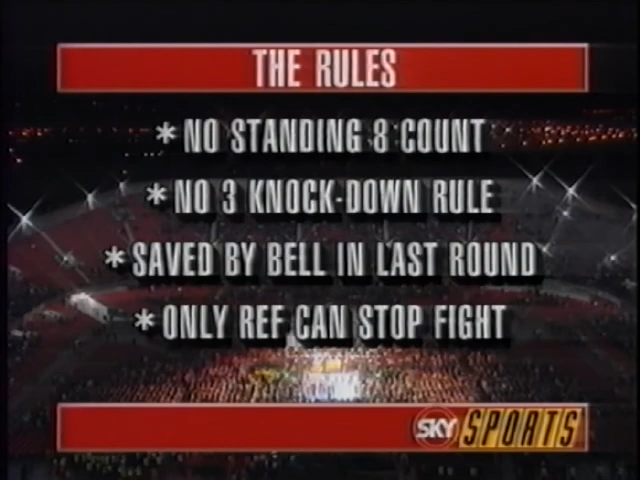 THE RULES
* NO STANDING 8 COUNT
* NO 3 KNOCK-DOWN RULE
* SAVED BY BELL IN LAST ROUND
* ONLY REF CAN STOP FIGHT
SKY SPORTS